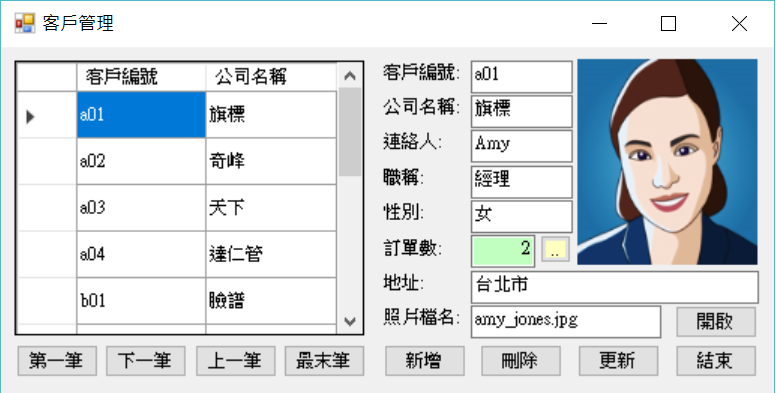 客戶管理
客戶編號 公司名稱
a01 旗標
a02 奇峰
a03 天下
a04 達仁管
b01 臉譜
客戶編號: a01
公司名稱: 旗標
連絡人: Amy
職稱: 經理
性別: 女
訂單數: 2 ..
地址: 台北市
照片檔名: amy_jones.jpg 開啟
第一筆 下一筆 上一筆 最末筆 新增 刪除 更新 結束